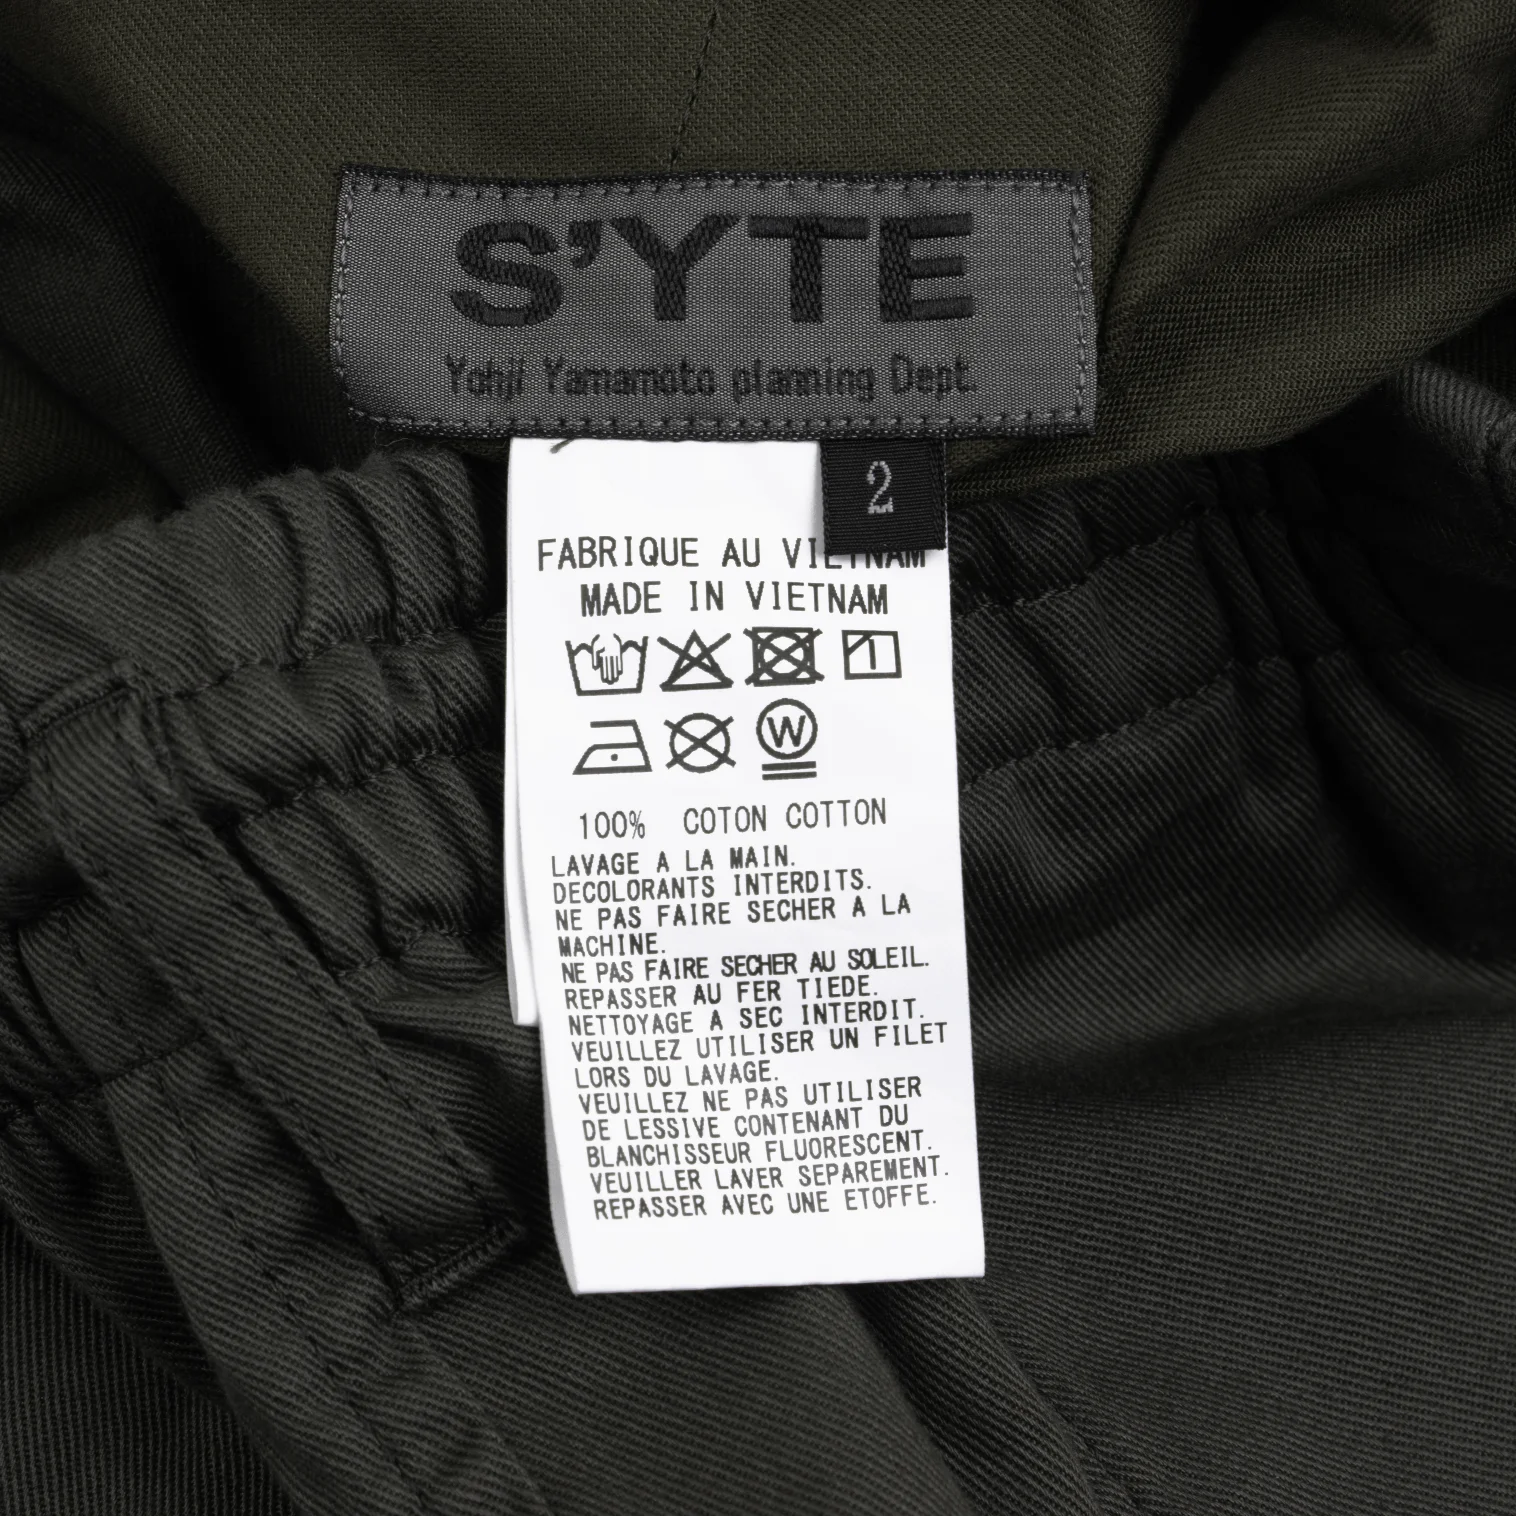 S'YTE
Yohji Yamamoto planning Dept.
2
FABRIQUE AU VIETNAM
MADE IN VIETNAM
W
100% COTON COTTON
LAVAGE A LA MAIN.
DECOLORANTS INTERDITS.
NE PAS FAIRE SECHER A LA
MACHINE.
NE PAS FAIRE SECHER AU SOLEIL.
REPASSER AU FER TIEDE.
NETTOYAGE A SEC INTERDIT.
VEUILLEZ UTILISER UN FILET
LORS DU LAVAGE.
VEUILLEZ NE PAS UTILISER
DE LESSIVE CONTENANT DU
BLANCHISSEUR FLUORESCENT.
VEUILLER LAVER SEPAREMENT.
REPASSER AVEC UNE ETOFFE.